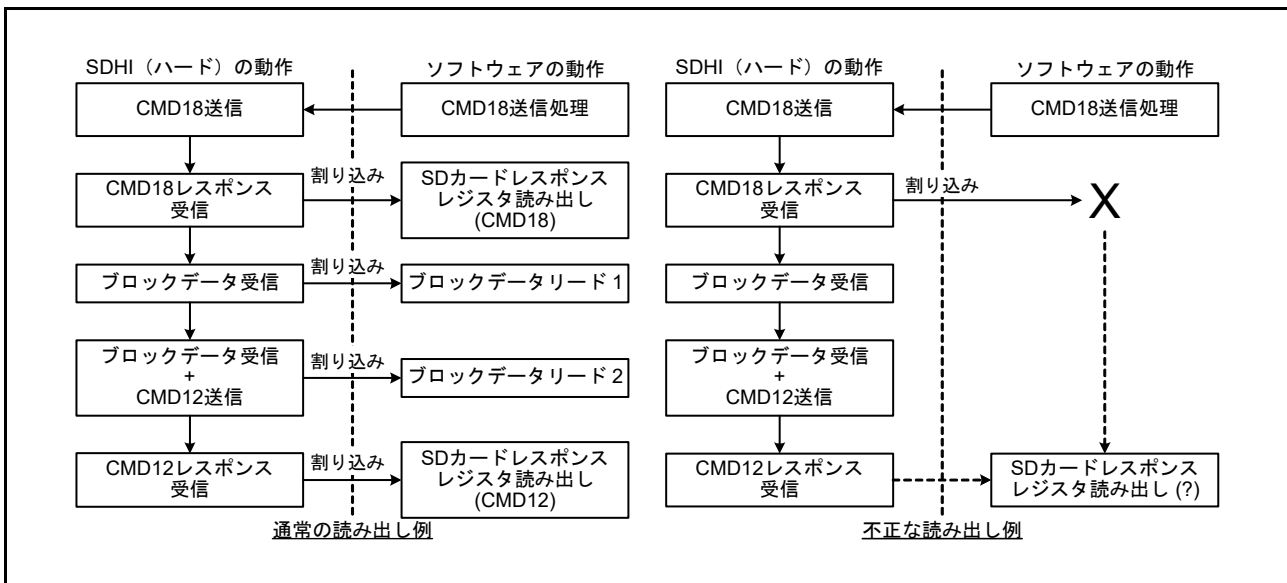 SDHI（ハード）の動作
ソフトウェアの動作
CMD18送信
CMD18送信処理
CMD18レスポンス
受信
割り込み
SDカードレスポンス
レジスタ読み出し
(CMD18)
ブロックデータ受信
割り込み
ブロックデータリード 1
ブロックデータ受信
+
CMD12送信
割り込み
ブロックデータリード 2
CMD12レスポンス
受信
割り込み
SDカードレスポンス
レジスタ読み出し
(CMD12)
通常の読み出し例
SDHI（ハード）の動作
ソフトウェアの動作
CMD18送信
CMD18送信処理
CMD18レスポンス
受信
割り込み
X
ブロックデータ受信
ブロックデータ受信
+
CMD12送信
CMD12レスポンス
受信
SDカードレスポンス
レジスタ読み出し (?)
不正な読み出し例